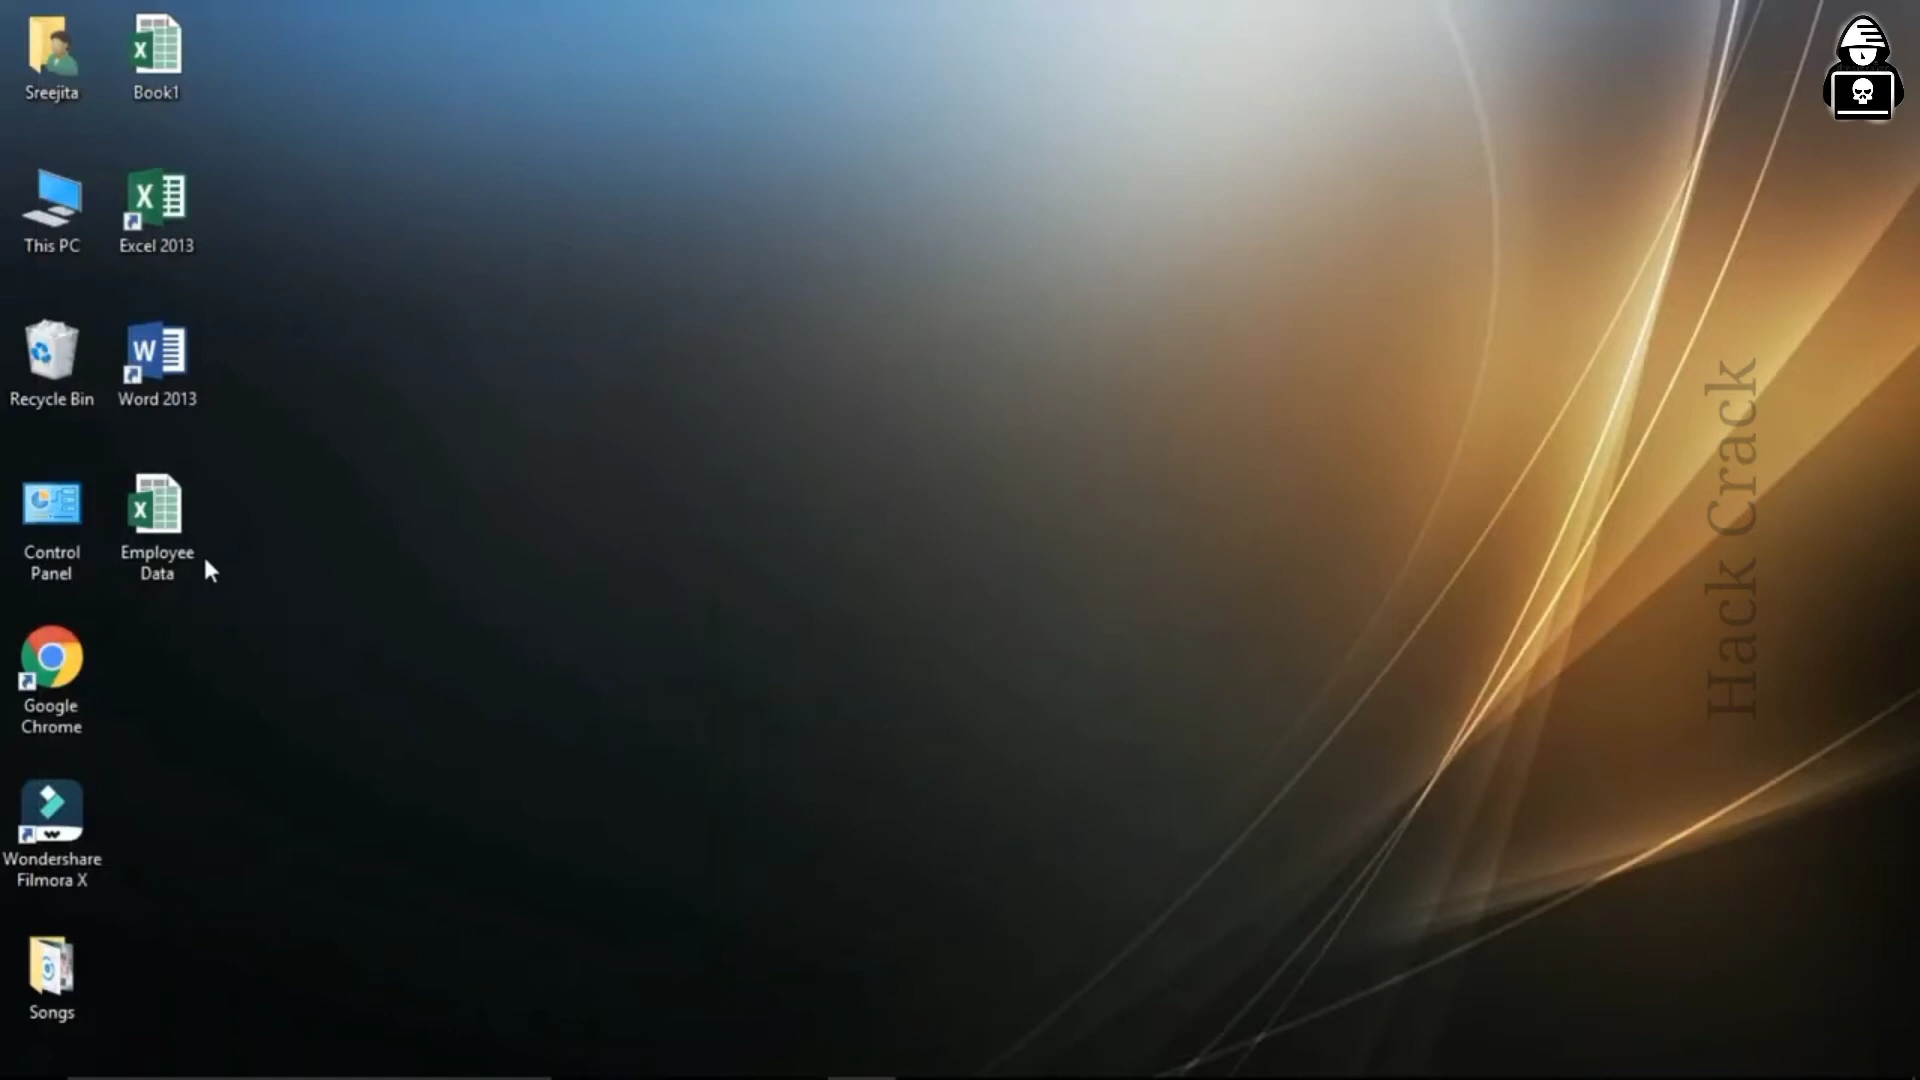 Sreejita
Book1
This PC
Excel 2013
Recycle Bin
Word 2013
Control
Panel
Employee
Data
Google
Chrome
Wondershare
Filmora X
Songs
Hack Crack